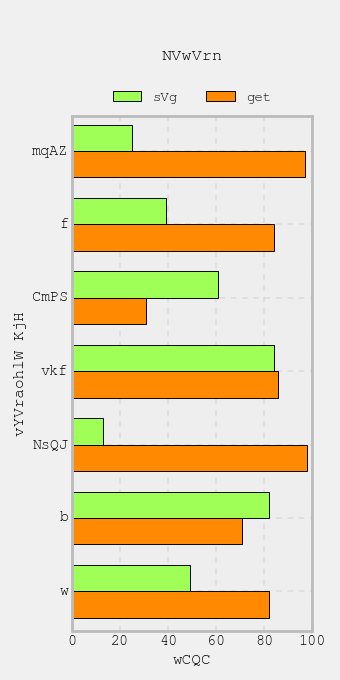 NVwVrn
sVg get
mqAZ
f
CmPS
vkf
NsQJ
b
w
vYVraohlW KjH
0 20 40 60 80 100
wCQC